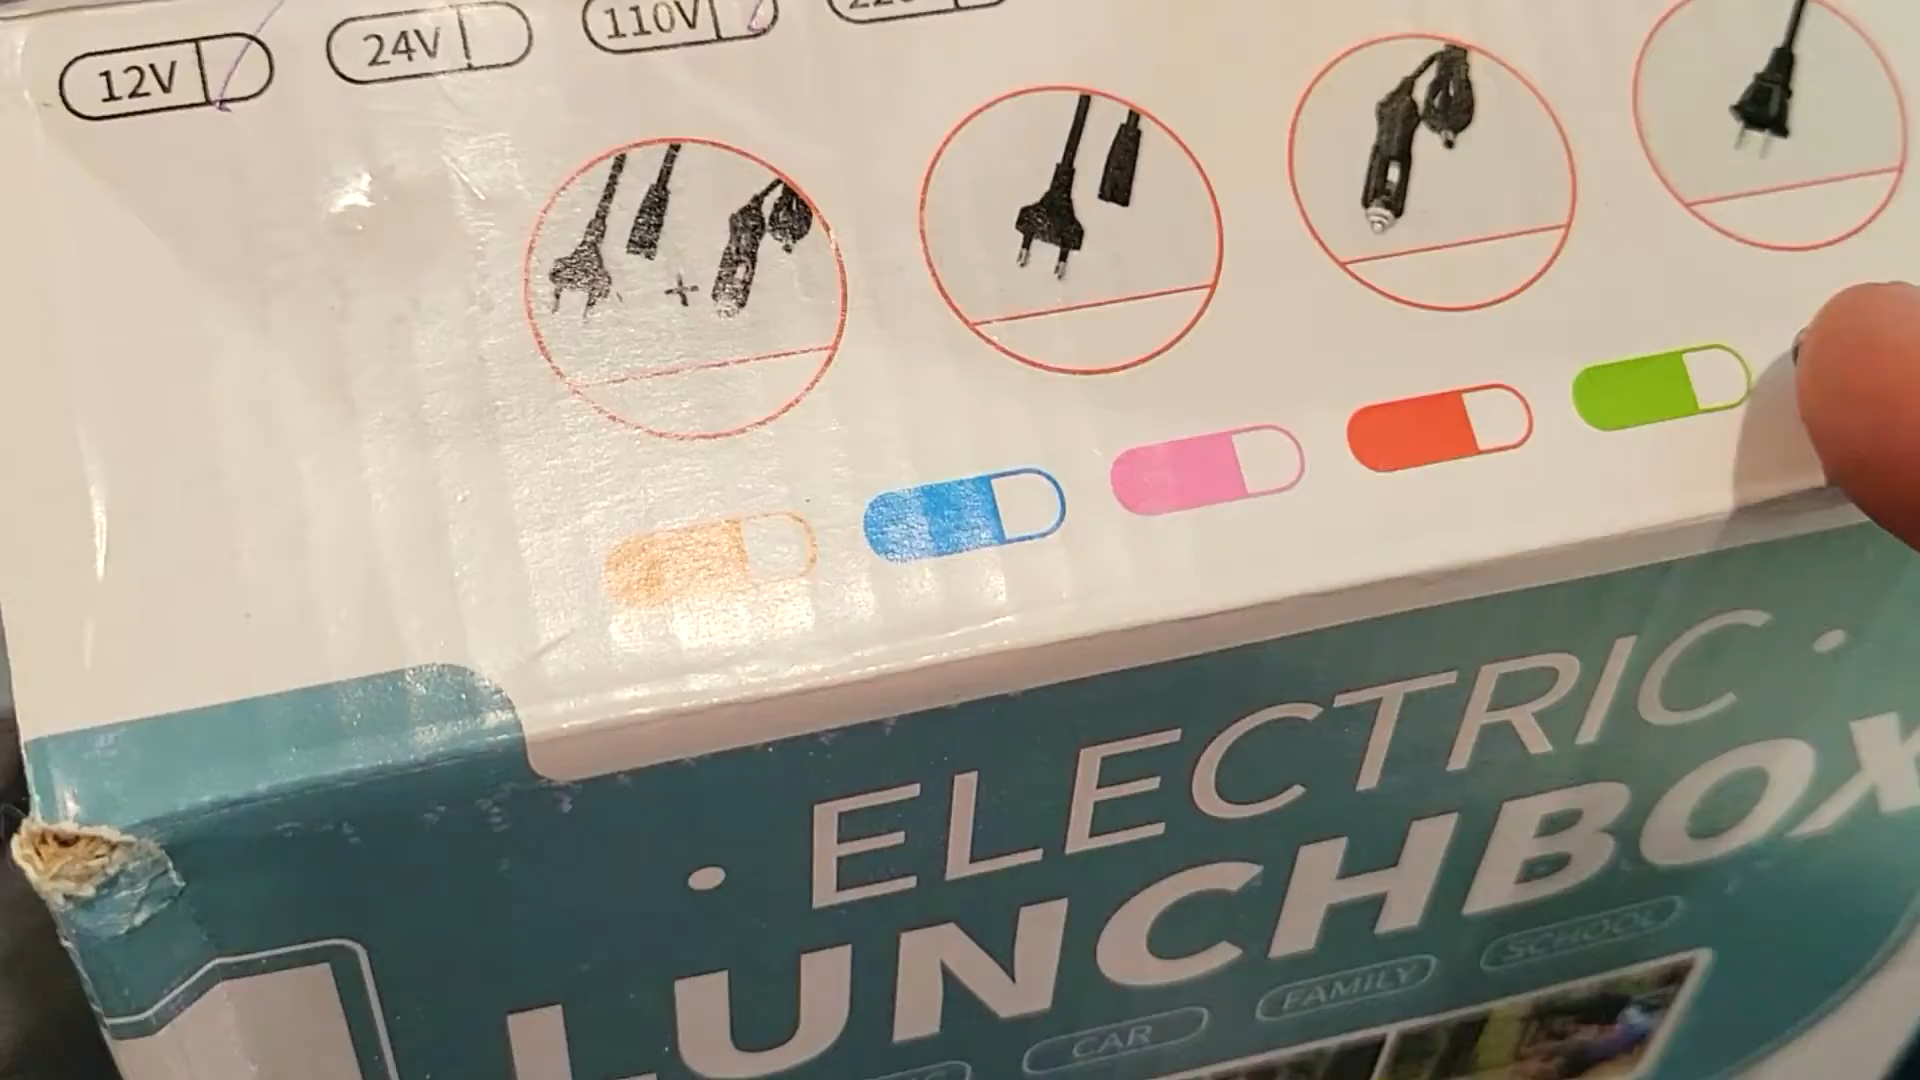 12V 24V 110V
+
· ELECTRIC ·
LUNCHBOX
CAR FAMILY SCHOOL